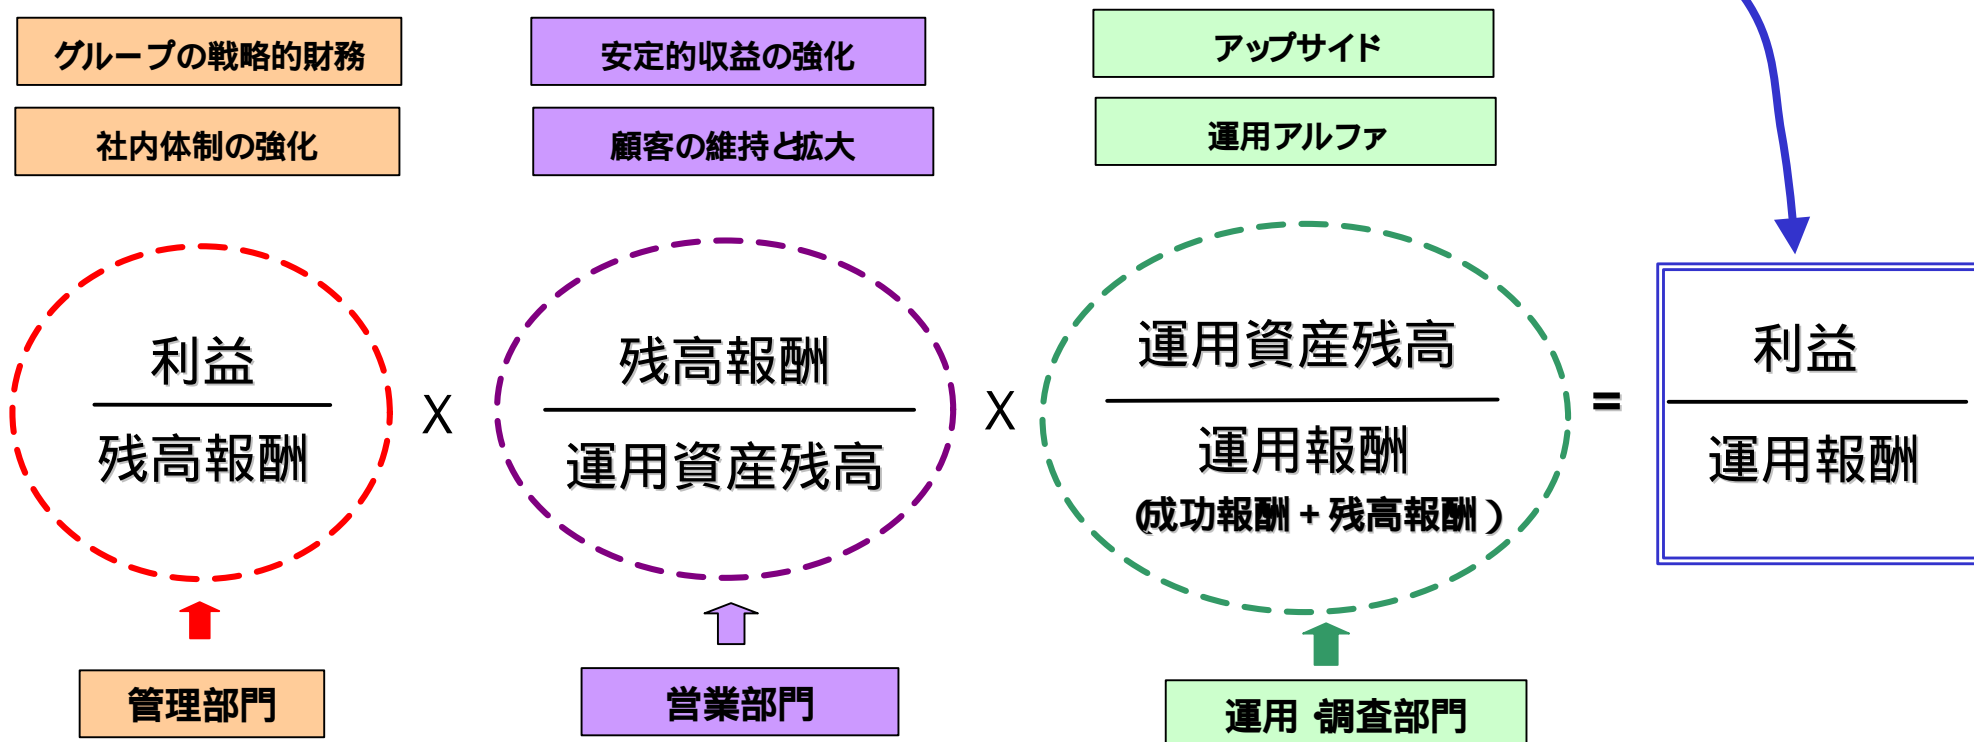 グループの戦略的財務
安定的収益の強化
アップサイド
社内体制の強化
顧客の維持と拡大
運用アルファ
利益
残高報酬
X
残高報酬
運用資産残高
X
運用資産残高
運用報酬
(成功報酬+残高報酬)
=
利益
運用報酬
管理部門
営業部門
運用・調査部門